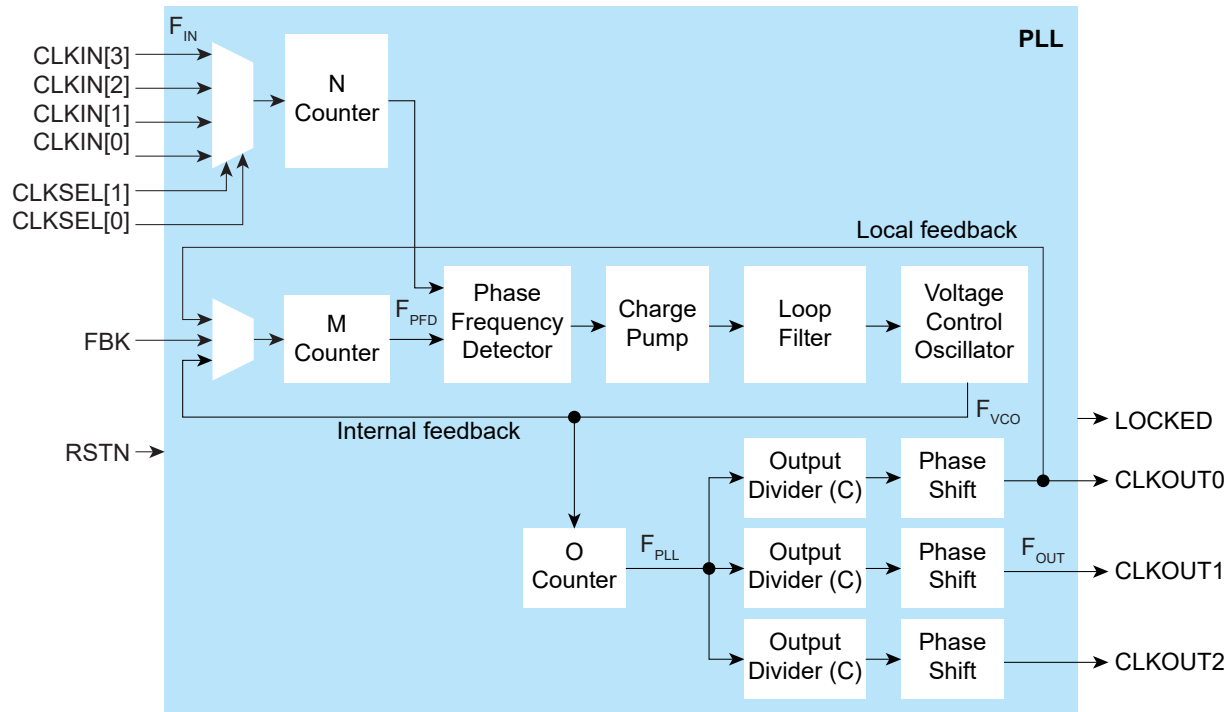 F_IN
PLL
CLKIN[3]
CLKIN[2]
CLKIN[1]
CLKIN[0]
CLKSEL[1]
CLKSEL[0]
N
Counter
Local feedback
FBK
M
Counter
F_PFD
Phase
Frequency
Detector
Charge
Pump
Loop
Filter
Voltage
Control
Oscillator
Internal feedback
F_VCO
LOCKED
RSTN
Output
Divider (C)
Phase
Shift
CLKOUT0
O
Counter
F_PLL
Output
Divider (C)
Phase
Shift
F_OUT
CLKOUT1
Output
Divider (C)
Phase
Shift
CLKOUT2